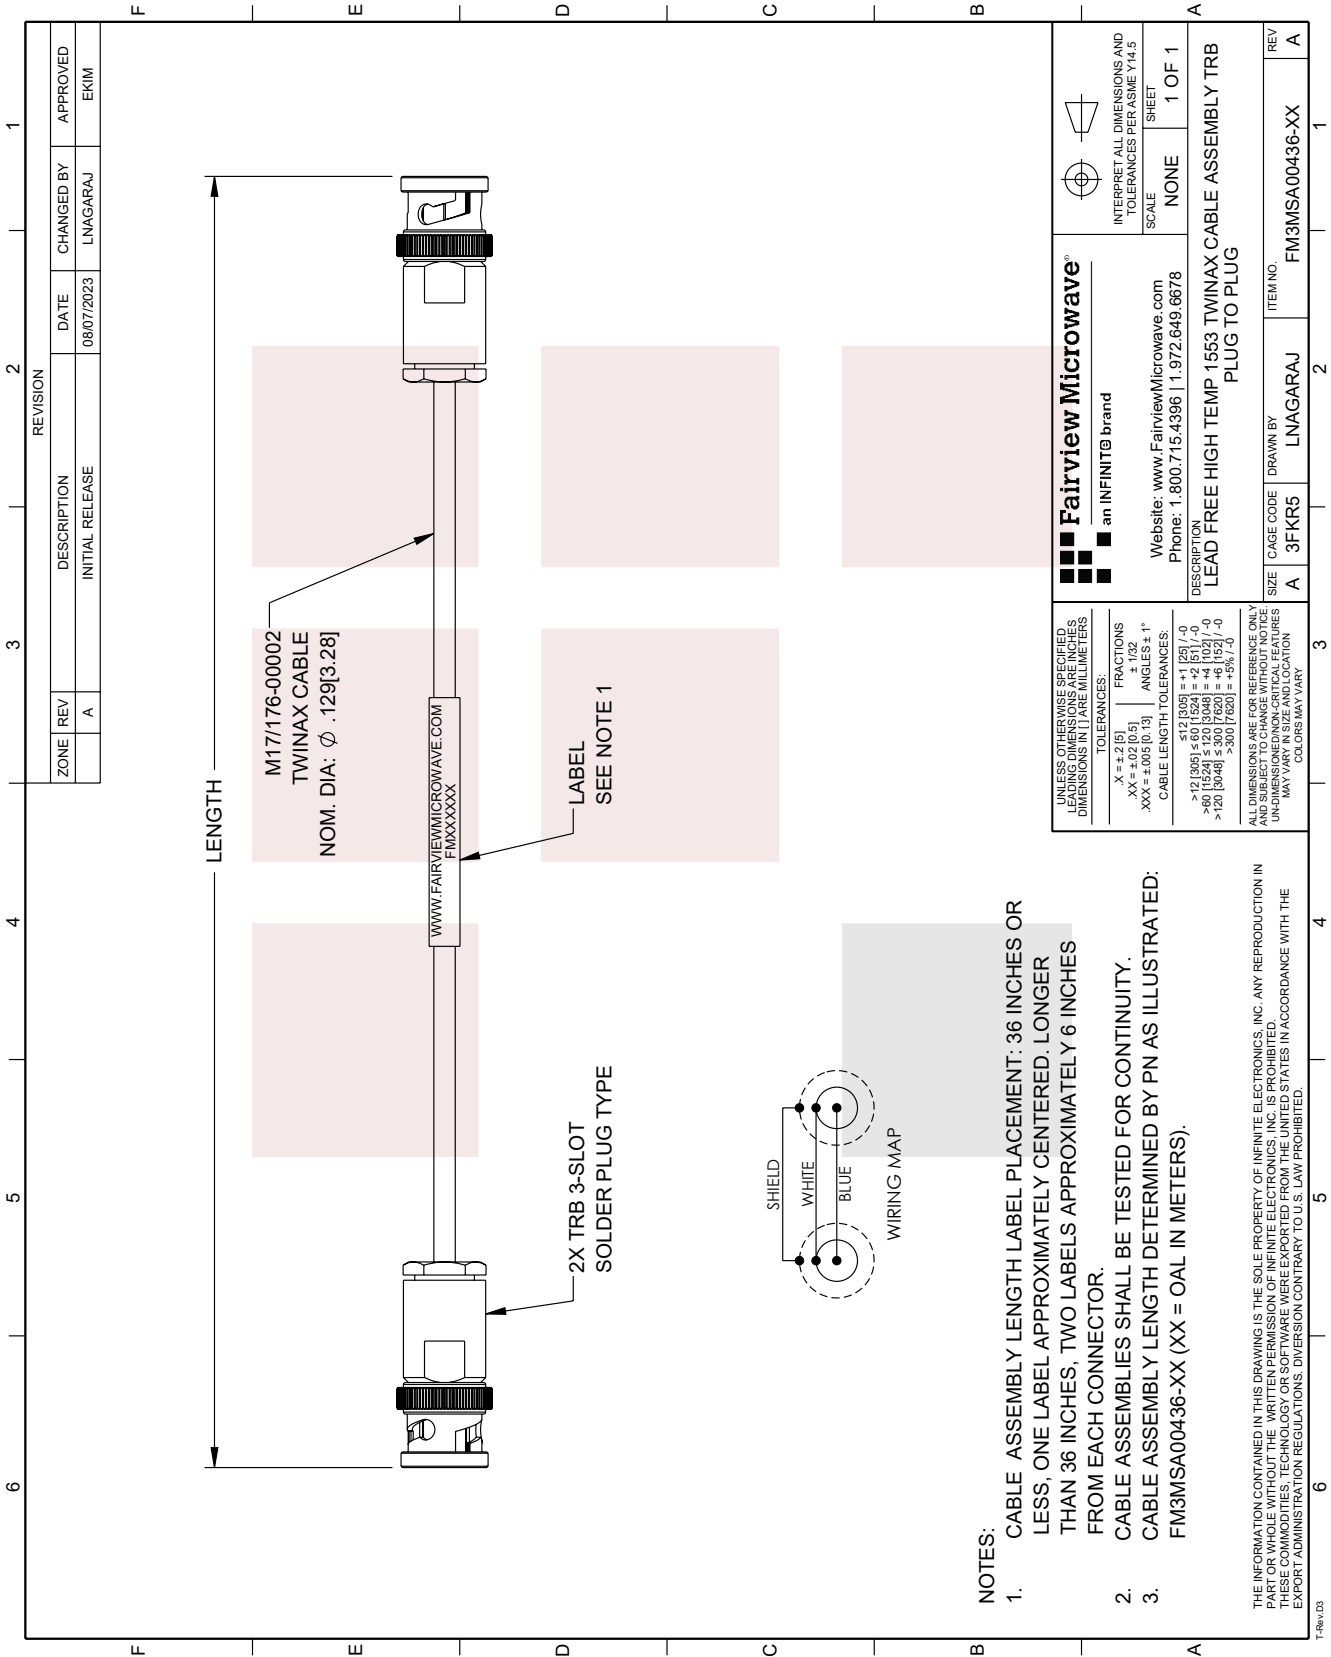 6 5 4 3 2 1
REVISION
ZONE REV DESCRIPTION DATE CHANGED BY APPROVED
A INITIAL RELEASE 08/07/2023 LNAGARAJ EKIM
F F
E E
D D
C C
B B
A A
LENGTH
M17/176-00002
TWINAX CABLE
NOM. DIA: ∅ .129[3.28]
WWW.FAIRVIEWMICROWAVE.COM
FMXXXXXX
LABEL
SEE NOTE 1
2X TRB 3-SLOT
SOLDER PLUG TYPE
SHIELD
WHITE
BLUE
WIRING MAP
NOTES:
1. CABLE ASSEMBLY LENGTH LABEL PLACEMENT: 36 INCHES OR
LESS, ONE LABEL APPROXIMATELY CENTERED. LONGER
THAN 36 INCHES, TWO LABELS APPROXIMATELY 6 INCHES
FROM EACH CONNECTOR.
2. CABLE ASSEMBLIES SHALL BE TESTED FOR CONTINUITY.
3. CABLE ASSEMBLY LENGTH DETERMINED BY PN AS ILLUSTRATED:
FM3MSA00436-XX (XX = OAL IN METERS).
THE INFORMATION CONTAINED IN THIS DRAWING IS THE SOLE PROPERTY OF INFINITE ELECTRONICS, INC. ANY REPRODUCTION IN
PART OR WHOLE WITHOUT THE WRITTEN PERMISSION OF INFINITE ELECTRONICS, INC. IS PROHIBITED.
THESE COMMODITIES, TECHNOLOGY OR SOFTWARE WERE EXPORTED FROM THE UNITED STATES IN ACCORDANCE WITH THE
EXPORT ADMINISTRATION REGULATIONS. DIVERSION CONTRARY TO U.S. LAW PROHIBITED.
UNLESS OTHERWISE SPECIFIED
LEADING DIMENSIONS ARE INCHES
DIMENSIONS IN [ ] ARE MILLIMETERS
TOLERANCES:
.X = ±.2 [5] FRACTIONS
.XX = ±.02 [0.5] ± 1/32
.XXX = ±.005 [0.13] ANGLES ± 1°
CABLE LENGTH TOLERANCES:
≤12 [305] = +1 [25] / -0
>12 [305] ≤ 60 [1524] = +2 [51] / -0
>60 [1524] ≤ 120 [3048] = +4 [102] / -0
>120 [3048] ≤ 300 [7620] = +6 [152] / -0
>300 [7620] = +5% / -0
ALL DIMENSIONS ARE FOR REFERENCE ONLY
AND SUBJECT TO CHANGE WITHOUT NOTICE.
UN-DIMENSIONED/NON-CRITICAL FEATURES
MAY VARY IN SIZE AND LOCATION
COLORS MAY VARY
Fairview Microwave®
an INFINIT® brand
Website: www.FairviewMicrowave.com
Phone: 1.800.715.4396 | 1.972.649.6678
INTERPRET ALL DIMENSIONS AND
TOLERANCES PER ASME Y14.5
SCALE SHEET
NONE 1 OF 1
DESCRIPTION
LEAD FREE HIGH TEMP 1553 TWINAX CABLE ASSEMBLY TRB
PLUG TO PLUG
SIZE CAGE CODE DRAWN BY ITEM NO. REV
A 3FKR5 LNAGARAJ FM3MSA00436-XX A
6 5 4 3 2 1
T-Rev.D3